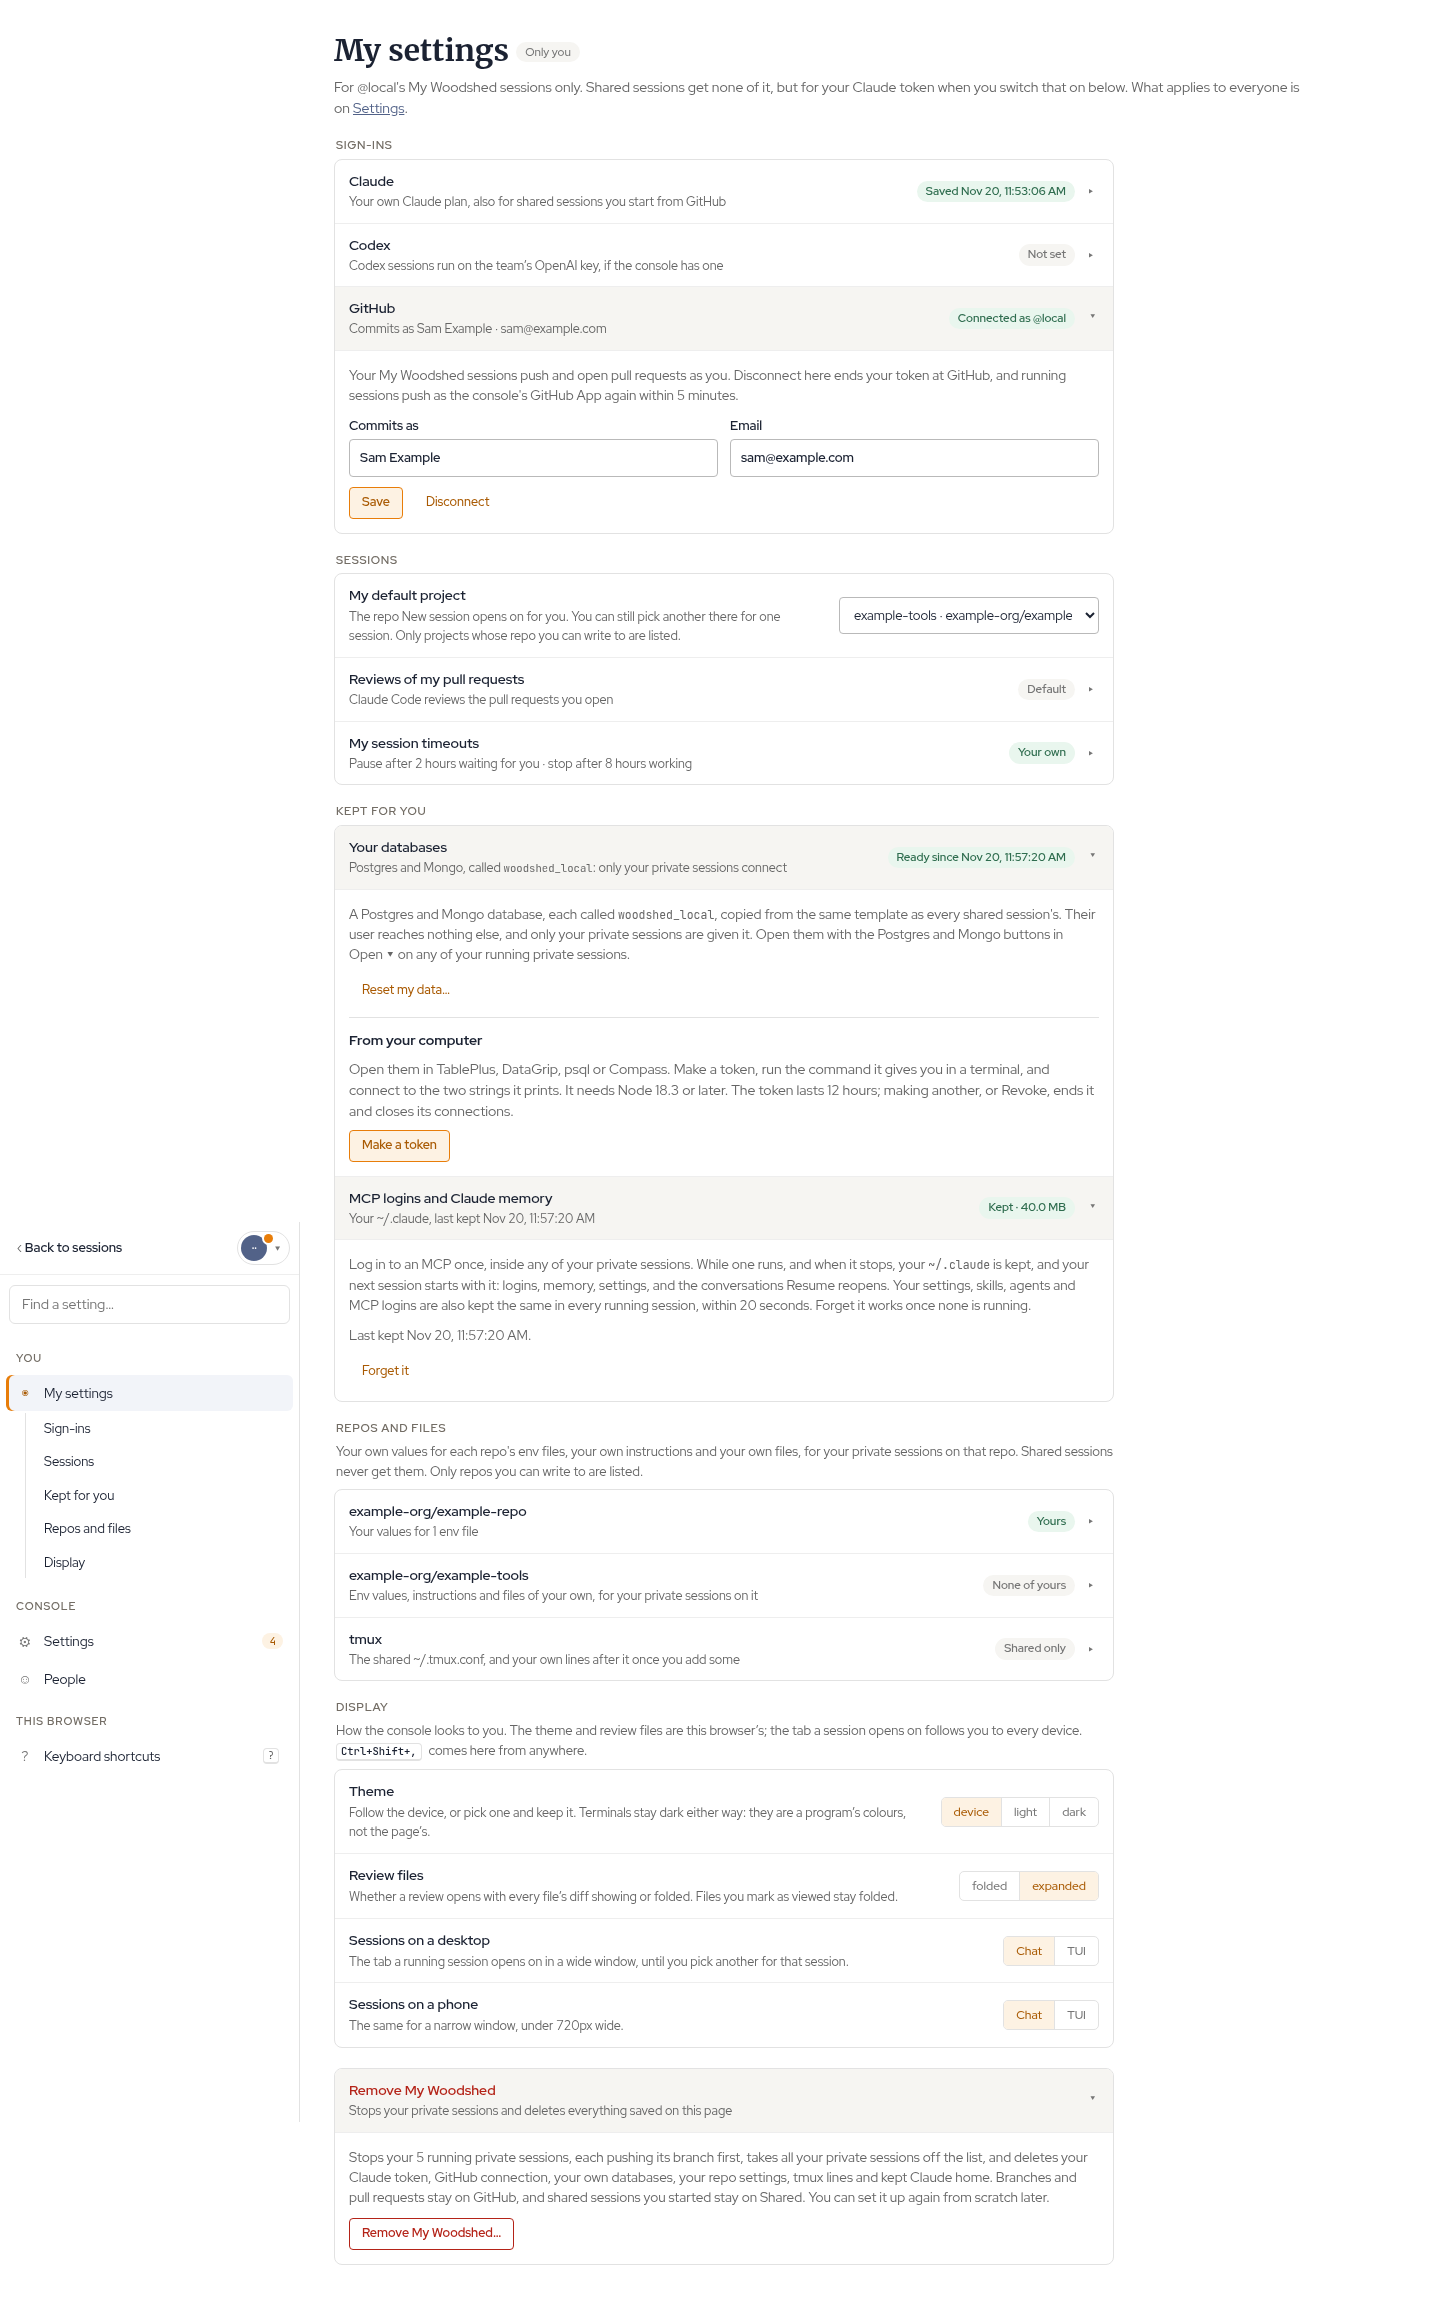 My settings Only you
For @local's My Woodshed sessions only. Shared sessions get none of it, but for your Claude token when you switch that on below. What applies to everyone is
on Settings.
SIGN-INS
Claude
Your own Claude plan, also for shared sessions you start from GitHub
Saved Nov 20, 11:53:06 AM
Codex
Codex sessions run on the team's OpenAI key, if the console has one
Not set
GitHub
Commits as Sam Example · sam@example.com
Connected as @local
Your My Woodshed sessions push and open pull requests as you. Disconnect here ends your token at GitHub, and running
sessions push as the console's GitHub App again within 5 minutes.
Commits as
Email
Sam Example
sam@example.com
Save
Disconnect
SESSIONS
My default project
The repo New session opens on for you. You can still pick another there for one
session. Only projects whose repo you can write to are listed.
example-tools · example-org/example
Reviews of my pull requests
Claude Code reviews the pull requests you open
Default
My session timeouts
Pause after 2 hours waiting for you · stop after 8 hours working
Your own
KEPT FOR YOU
Your databases
Postgres and Mongo, called woodshed_local: only your private sessions connect
Ready since Nov 20, 11:57:20 AM
A Postgres and Mongo database, each called woodshed_local, copied from the same template as every shared session's. Their
user reaches nothing else, and only your private sessions are given it. Open them with the Postgres and Mongo buttons in
Open ▾ on any of your running private sessions.
Reset my data…
From your computer
Open them in TablePlus, DataGrip, psql or Compass. Make a token, run the command it gives you in a terminal, and
connect to the two strings it prints. It needs Node 18.3 or later. The token lasts 12 hours; making another, or Revoke, ends it
and closes its connections.
Make a token
MCP logins and Claude memory
Your ~/.claude, last kept Nov 20, 11:57:20 AM
Kept · 40.0 MB
Log in to an MCP once, inside any of your private sessions. While one runs, and when it stops, your ~/.claude is kept, and your
next session starts with it: logins, memory, settings, and the conversations Resume reopens. Your settings, skills, agents and
MCP logins are also kept the same in every running session, within 20 seconds. Forget it works once none is running.
Last kept Nov 20, 11:57:20 AM.
Forget it
REPOS AND FILES
Your own values for each repo's env files, your own instructions and your own files, for your private sessions on that repo. Shared sessions
never get them. Only repos you can write to are listed.
example-org/example-repo
Your values for 1 env file
Yours
example-org/example-tools
Env values, instructions and files of your own, for your private sessions on it
None of yours
tmux
The shared ~/.tmux.conf, and your own lines after it once you add some
Shared only
DISPLAY
How the console looks to you. The theme and review files are this browser's; the tab a session opens on follows you to every device.
Ctrl+Shift+, comes here from anywhere.
Theme
Follow the device, or pick one and keep it. Terminals stay dark either way: they are a program's colours,
not the page's.
device light dark
Review files
Whether a review opens with every file's diff showing or folded. Files you mark as viewed stay folded.
folded expanded
Sessions on a desktop
The tab a running session opens on in a wide window, until you pick another for that session.
Chat TUI
Sessions on a phone
The same for a narrow window, under 720px wide.
Chat TUI
Remove My Woodshed
Stops your private sessions and deletes everything saved on this page
Stops your 5 running private sessions, each pushing its branch first, takes all your private sessions off the list, and deletes your
Claude token, GitHub connection, your own databases, your repo settings, tmux lines and kept Claude home. Branches and
pull requests stay on GitHub, and shared sessions you started stay on Shared. You can set it up again from scratch later.
Remove My Woodshed…
‹ Back to sessions
Find a setting…
YOU
My settings
Sign-ins
Sessions
Kept for you
Repos and files
Display
CONSOLE
Settings 4
People
THIS BROWSER
? Keyboard shortcuts ?